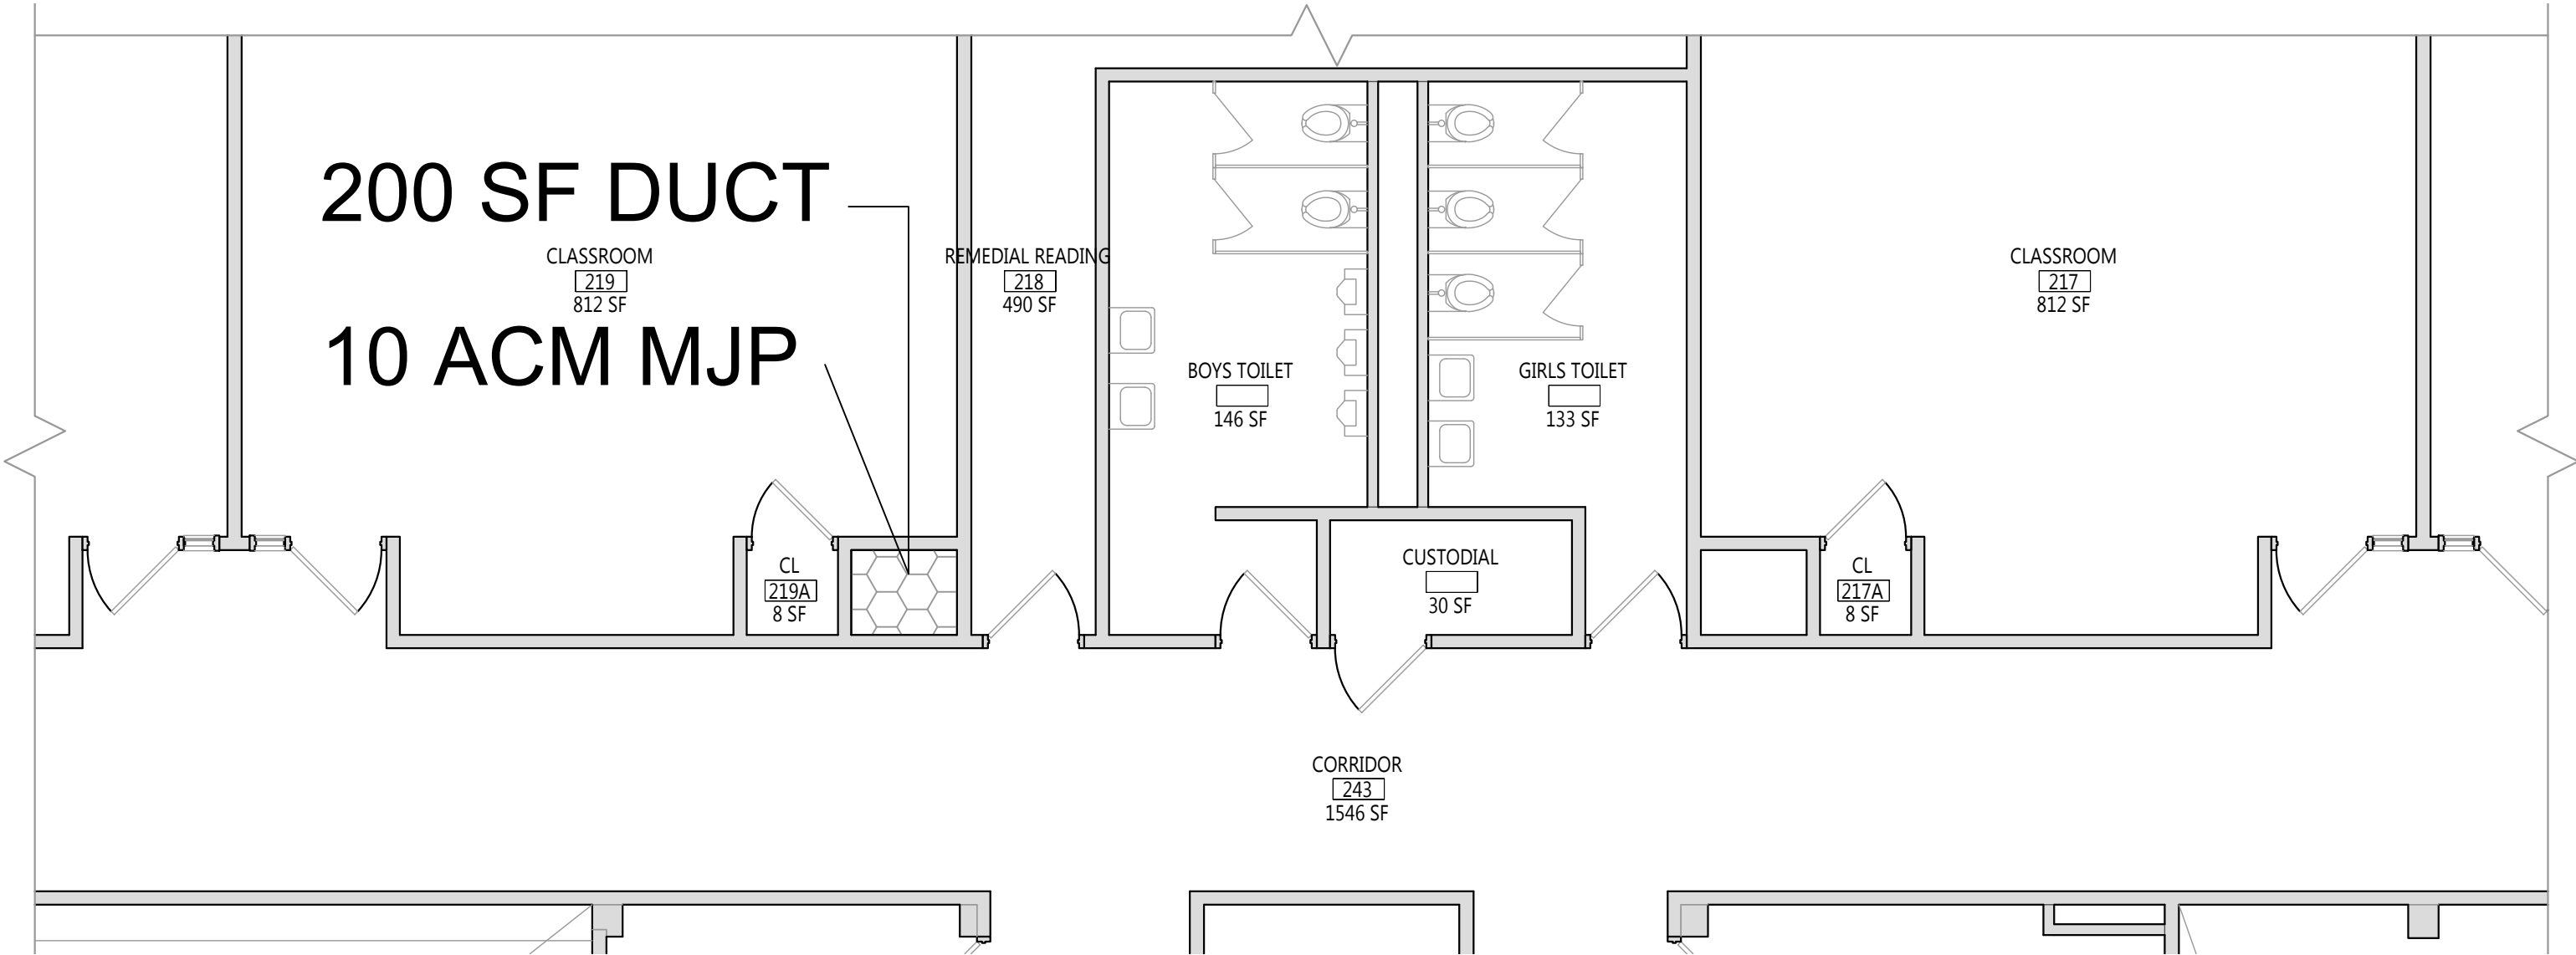 200 SF DUCT
CLASSROOM
219
812 SF
10 ACM MJP
REMEDIAL READING
218
490 SF
BOYS TOILET
146 SF
GIRLS TOILET
133 SF
CLASSROOM
217
812 SF
CL
219A
8 SF
CUSTODIAL
30 SF
CL
217A
8 SF
CORRIDOR
243
1546 SF